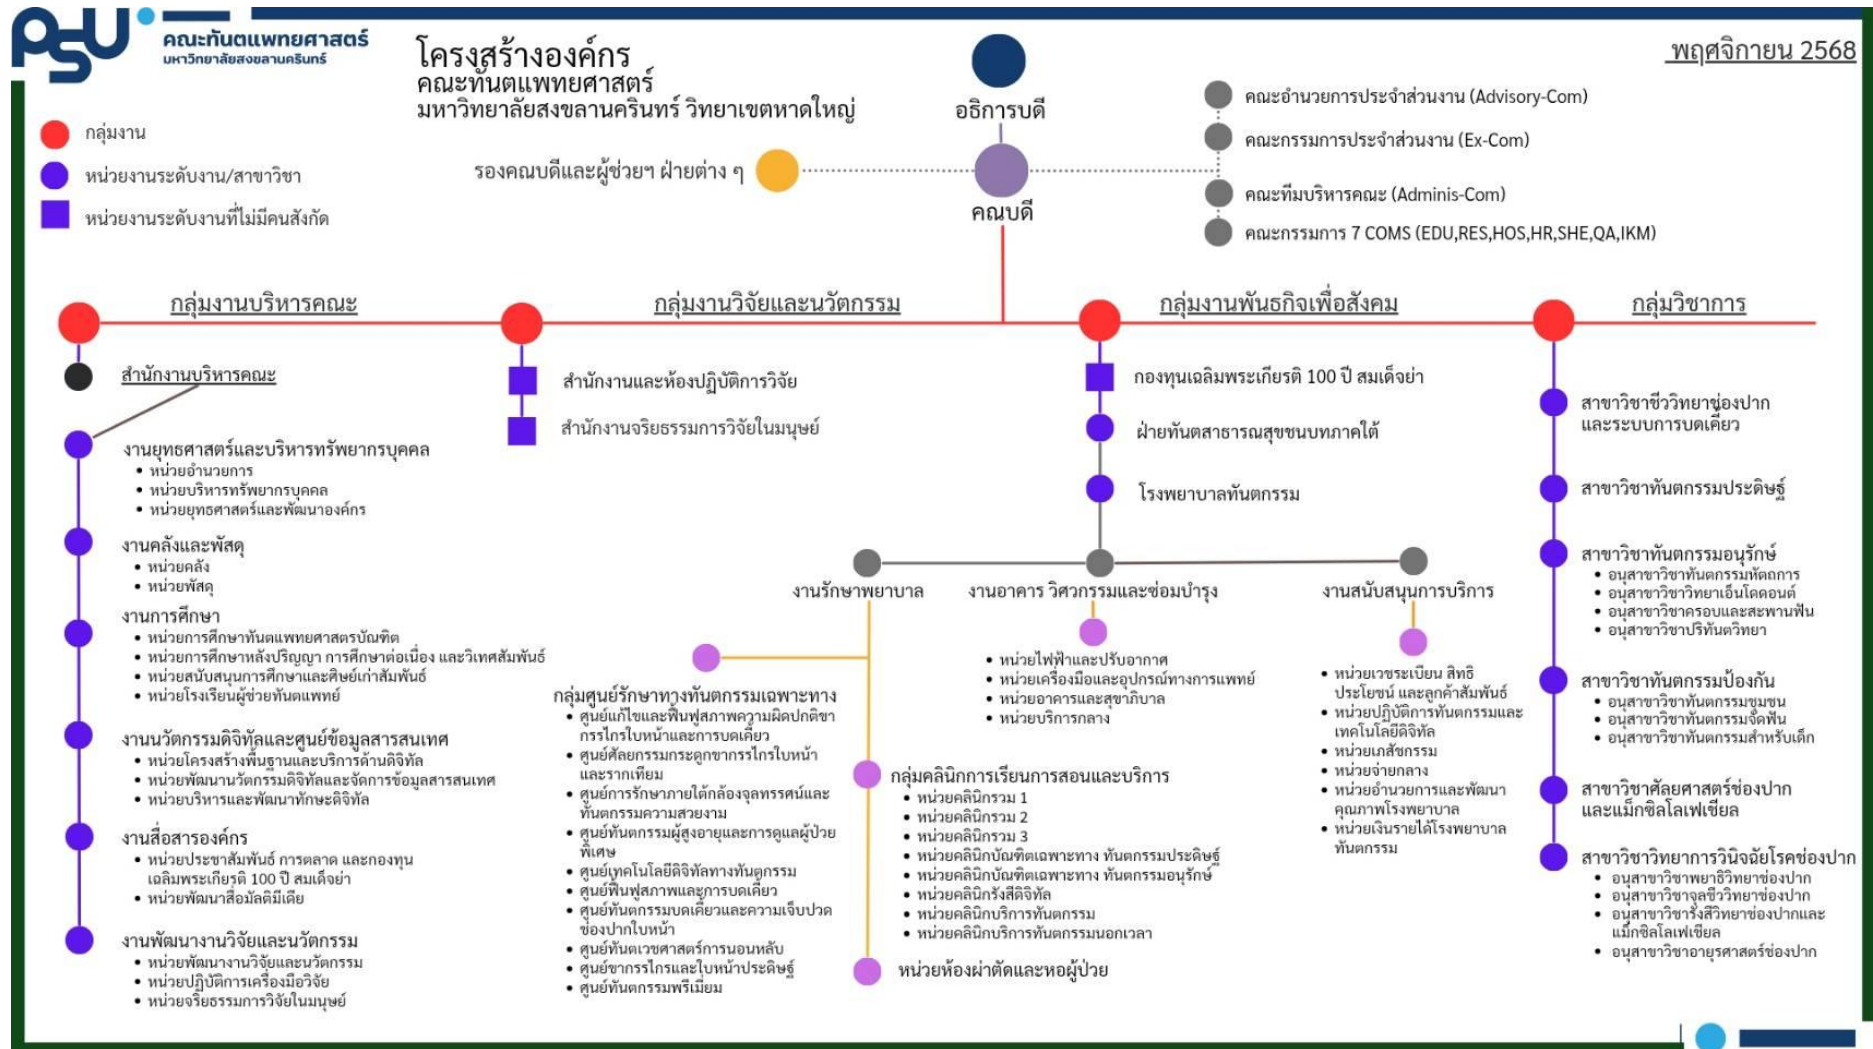 PSU
คณะทันตแพทยศาสตร์
มหาวิทยาลัยสงขลานครินทร์
โครงสร้างองค์กร
คณะทันตแพทยศาสตร์
มหาวิทยาลัยสงขลานครินทร์ วิทยาเขตหาดใหญ่
พฤศจิกายน 2568
กลุ่มงาน
หน่วยงานระดับงาน/สาขาวิชา
หน่วยงานระดับงานที่ไม่มีคนสังกัด
อธิการบดี
รองคณบดีและผู้ช่วยฯ ฝ่ายต่าง ๆ
คณบดี
คณะอำนวยการประจำส่วนงาน (Advisory-Com)
คณะกรรมการประจำส่วนงาน (Ex-Com)
คณะทีมบริหารคณะ (Adminis-Com)
คณะกรรมการ 7 COMS (EDU,RES,HOS,HR,SHE,QA,IKM)
กลุ่มงานบริหารคณะ
สำนักงานบริหารคณะ
งานยุทธศาสตร์และบริหารทรัพยากรบุคคล
• หน่วยอำนวยการ
• หน่วยบริหารทรัพยากรบุคคล
• หน่วยยุทธศาสตร์และพัฒนาองค์กร
งานคลังและพัสดุ
• หน่วยคลัง
• หน่วยพัสดุ
งานการศึกษา
• หน่วยการศึกษาทันตแพทยศาสตรบัณฑิต
• หน่วยการศึกษาหลังปริญญา การศึกษาต่อเนื่อง และวิเทศสัมพันธ์
• หน่วยสนับสนุนการศึกษาและศิษย์เก่าสัมพันธ์
• หน่วยโรงเรียนผู้ช่วยทันตแพทย์
งานนวัตกรรมดิจิทัลและศูนย์ข้อมูลสารสนเทศ
• หน่วยโครงสร้างพื้นฐานและบริการด้านดิจิทัล
• หน่วยพัฒนานวัตกรรมดิจิทัลและจัดการข้อมูลสารสนเทศ
• หน่วยบริหารและพัฒนาทักษะดิจิทัล
งานสื่อสารองค์กร
• หน่วยประชาสัมพันธ์ การตลาด และกองทุน
เฉลิมพระเกียรติ 100 ปี สมเด็จย่า
• หน่วยพัฒนาสื่อมัลติมีเดีย
งานพัฒนางานวิจัยและนวัตกรรม
• หน่วยพัฒนางานวิจัยและนวัตกรรม
• หน่วยปฏิบัติการเครื่องมือวิจัย
• หน่วยจริยธรรมการวิจัยในมนุษย์
กลุ่มงานวิจัยและนวัตกรรม
สำนักงานและห้องปฏิบัติการวิจัย
สำนักงานจริยธรรมการวิจัยในมนุษย์
กลุ่มงานพันธกิจเพื่อสังคม
กองทุนเฉลิมพระเกียรติ 100 ปี สมเด็จย่า
ฝ่ายทันตสาธารณสุขชนบทภาคใต้
โรงพยาบาลทันตกรรม
งานรักษาพยาบาล
กลุ่มศูนย์รักษาทางทันตกรรมเฉพาะทาง
• ศูนย์แก้ไขและฟื้นฟูสภาพความผิดปกติขา
กรรไกรใบหน้าและการบดเคี้ยว
• ศูนย์ศัลยกรรมกระดูกขากรรไกรใบหน้า
และรากเทียม
• ศูนย์การรักษาภายใต้กล้องจุลทรรศน์และ
ทันตกรรมความสวยงาม
• ศูนย์ทันตกรรมผู้สูงอายุและการดูแลผู้ป่วย
พิเศษ
• ศูนย์เทคโนโลยีดิจิทัลทางทันตกรรม
• ศูนย์ฟื้นฟูสภาพและการบดเคี้ยว
• ศูนย์ทันตกรรมบดเคี้ยวและความเจ็บปวด
ช่องปากใบหน้า
• ศูนย์ทันตเวชศาสตร์การนอนหลับ
• ศูนย์ขากรรไกรและใบหน้าประดิษฐ์
• ศูนย์ทันตกรรมพรีเมี่ยม
กลุ่มคลินิกการเรียนการสอนและบริการ
• หน่วยคลินิกรวม 1
• หน่วยคลินิกรวม 2
• หน่วยคลินิกรวม 3
• หน่วยคลินิกบัณฑิตเฉพาะทาง ทันตกรรมประดิษฐ์
• หน่วยคลินิกบัณฑิตเฉพาะทาง ทันตกรรมอนุรักษ์
• หน่วยคลินิกรังสีดิจิทัล
• หน่วยคลินิกบริการทันตกรรม
• หน่วยคลินิกบริการทันตกรรมนอกเวลา
หน่วยห้องผ่าตัดและหอผู้ป่วย
งานอาคาร วิศวกรรมและซ่อมบำรุง
• หน่วยไฟฟ้าและปรับอากาศ
• หน่วยเครื่องมือและอุปกรณ์ทางการแพทย์
• หน่วยอาคารและสุขาภิบาล
• หน่วยบริการกลาง
งานสนับสนุนการบริการ
• หน่วยเวชระเบียน สิทธิ
ประโยชน์ และลูกค้าสัมพันธ์
• หน่วยปฏิบัติการทันตกรรมและ
เทคโนโลยีดิจิทัล
• หน่วยเภสัชกรรม
• หน่วยจ่ายกลาง
• หน่วยอำนวยการและพัฒนา
คุณภาพโรงพยาบาล
• หน่วยเงินรายได้โรงพยาบาล
ทันตกรรม
กลุ่มวิชาการ
สาขาวิชาชีววิทยาช่องปาก
และระบบการบดเคี้ยว
สาขาวิชาทันตกรรมประดิษฐ์
สาขาวิชาทันตกรรมอนุรักษ์
• อนุสาขาวิชาทันตกรรมหัตถการ
• อนุสาขาวิชาวิทยาเอ็นโดดอนต์
• อนุสาขาวิชาครอบและสะพานฟัน
• อนุสาขาวิชาปริทันตวิทยา
สาขาวิชาทันตกรรมป้องกัน
• อนุสาขาวิชาทันตกรรมชุมชน
• อนุสาขาวิชาทันตกรรมจัดฟัน
• อนุสาขาวิชาทันตกรรมสำหรับเด็ก
สาขาวิชาศัลยศาสตร์ช่องปาก
และแม็กซิลโลเฟเชียล
สาขาวิชาวิทยาการวินิจฉัยโรคช่องปาก
• อนุสาขาวิชาพยาธิวิทยาช่องปาก
• อนุสาขาวิชาจุลชีววิทยาช่องปาก
• อนุสาขาวิชารังสีวิทยาช่องปากและ
แม็กซิลโลเฟเชียล
• อนุสาขาวิชาอายุรศาสตร์ช่องปาก